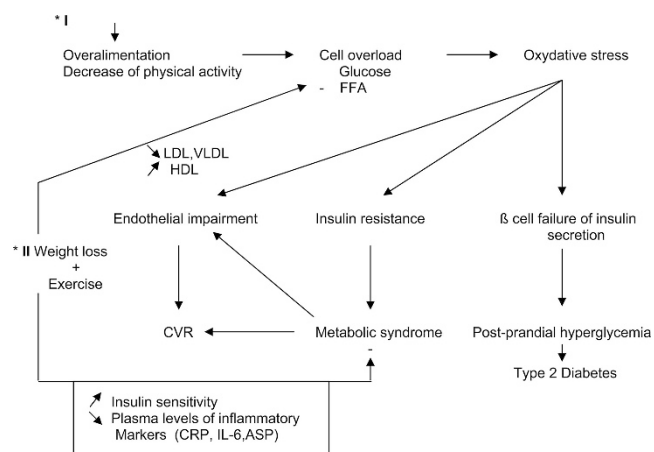 * I
Overalimentation
Decrease of physical activity
Cell overload
Glucose
- FFA
Oxydative stress
LDL,VLDL
HDL
Endothelial impairment
Insulin resistance
ß cell failure of insulin
secretion
* II Weight loss
+
Exercise
CVR
Metabolic syndrome
-
Post-prandial hyperglycemia
Type 2 Diabetes
Insulin sensitivity
Plasma levels of inflammatory
Markers (CRP, IL-6,ASP)